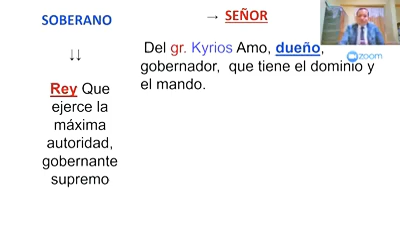 SOBERANO
→ SEÑOR
↓↓
Del gr. Kyrios Amo, dueño,
gobernador, que tiene el dominio y
el mando.
Rey Que
ejerce la
máxima
autoridad,
gobernante
supremo
zoom